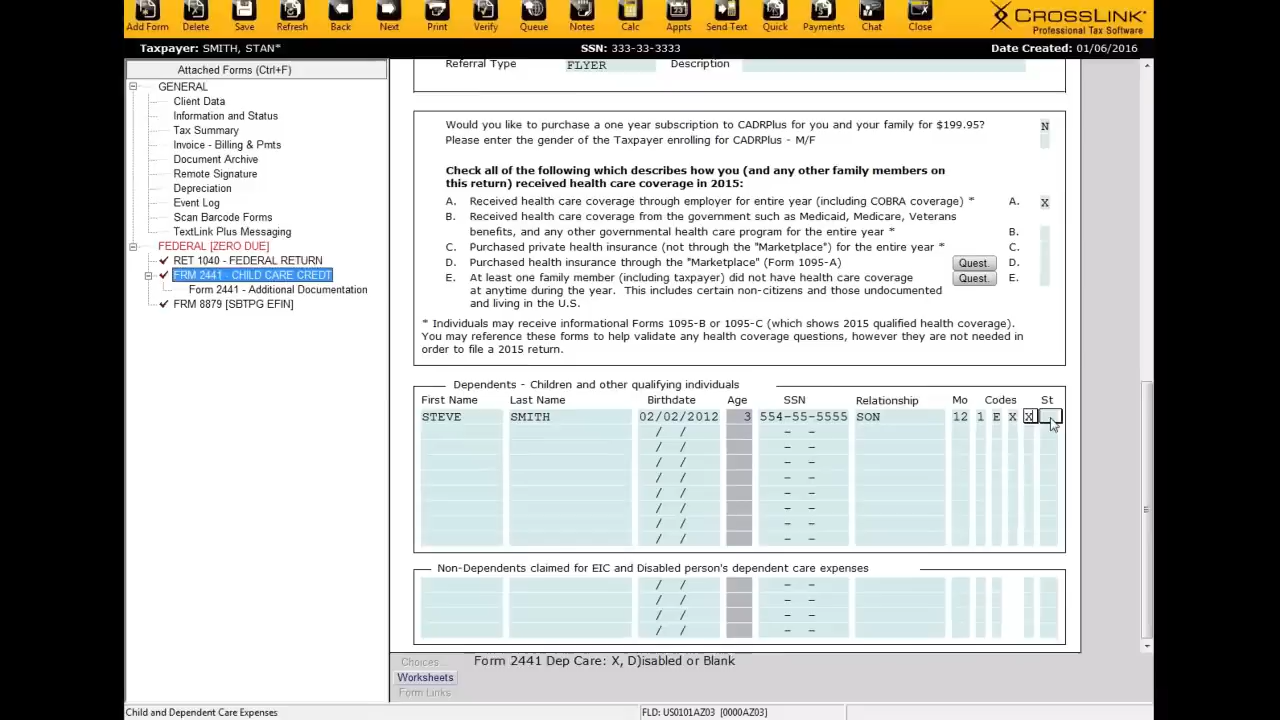 Add Form Delete Save Refresh Back Next Print Verify Queue Notes Calc Appts Send Text Quick Payments Chat Close
CROSSLINK
Professional Tax Software
Taxpayer: SMITH, STAN* SSN: 333-33-3333 Date Created: 01/06/2016
Attached Forms (Ctrl+F)
GENERAL
Client Data
Information and Status
Tax Summary
Invoice - Billing & Pmts
Document Archive
Remote Signature
Depreciation
Event Log
Scan Barcode Forms
TextLink Plus Messaging
FEDERAL [ZERO DUE]
RET 1040 - FEDERAL RETURN
FRM 2441 - CHILD CARE CREDT
Form 2441 - Additional Documentation
FRM 8879 [SBTPG EFIN]
Referral Type FLYER Description
Would you like to purchase a one year subscription to CADRPlus for you and your family for $199.95? N
Please enter the gender of the Taxpayer enrolling for CADRPlus - M/F
Check all of the following which describes how you (and any other family members on
this return) received health care coverage in 2015:
A. Received health care coverage through employer for entire year (including COBRA coverage) * A. X
B. Received health care coverage from the government such as Medicaid, Medicare, Veterans
benefits, and any other governmental health care program for the entire year * B.
C. Purchased private health insurance (not through the "Marketplace") for the entire year * C.
D. Purchased health insurance through the "Marketplace" (Form 1095-A) Quest. D.
E. At least one family member (including taxpayer) did not have health care coverage Quest. E.
at anytime during the year. This includes certain non-citizens and those undocumented
and living in the U.S.
* Individuals may receive informational Forms 1095-B or 1095-C (which shows 2015 qualified health coverage).
You may reference these forms to help validate any health coverage questions, however they are not needed in
order to file a 2015 return.
Dependents - Children and other qualifying individuals
First Name Last Name Birthdate Age SSN Relationship Mo Codes St
STEVE SMITH 02/02/2012 3 554-55-5555 SON 12 1 E X X
/ / - -
/ / - -
/ / - -
/ / - -
/ / - -
/ / - -
/ / - -
/ / - -
Non-Dependents claimed for EIC and Disabled person's dependent care expenses
/ / - -
/ / - -
/ / - -
/ / - -
Choices... Form 2441 Dep Care: X, D)isabled or Blank
Worksheets
Form Links
Child and Dependent Care Expenses FLD: US0101AZ03 [0000AZ03]